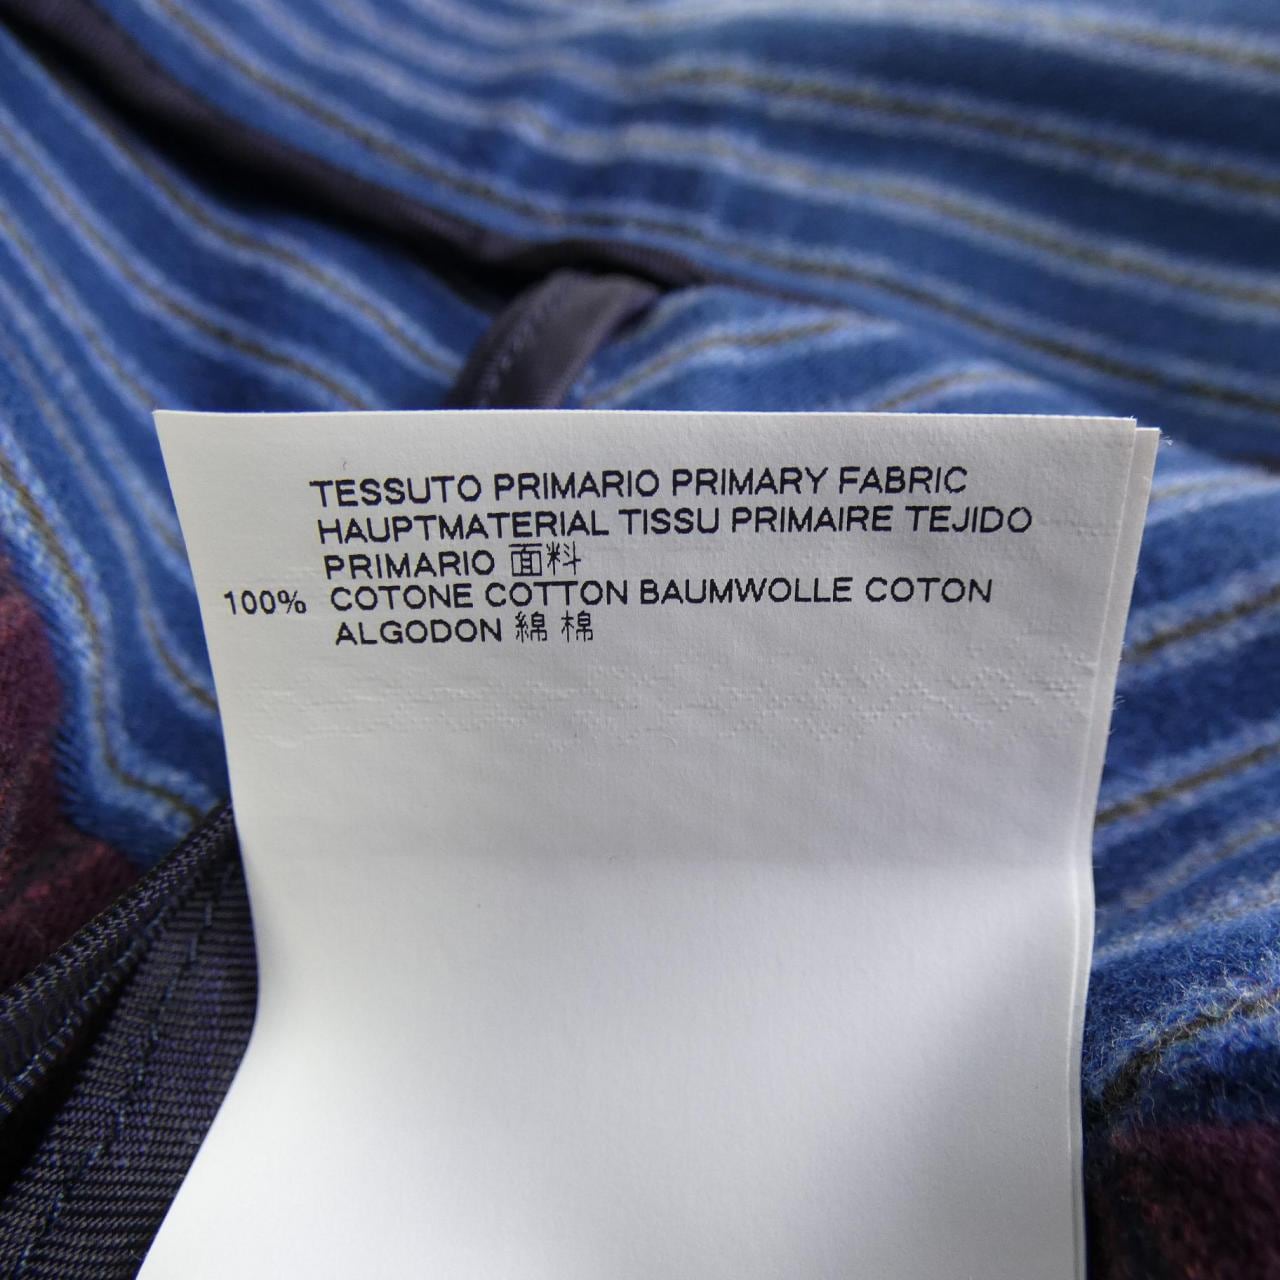 TESSUTO PRIMARIO PRIMARY FABRIC
HAUPTMATERIAL TISSU PRIMAIRE TEJIDO
PRIMARIO 面料
100% COTONE COTTON BAUMWOLLE COTON
ALGODON 綿 棉